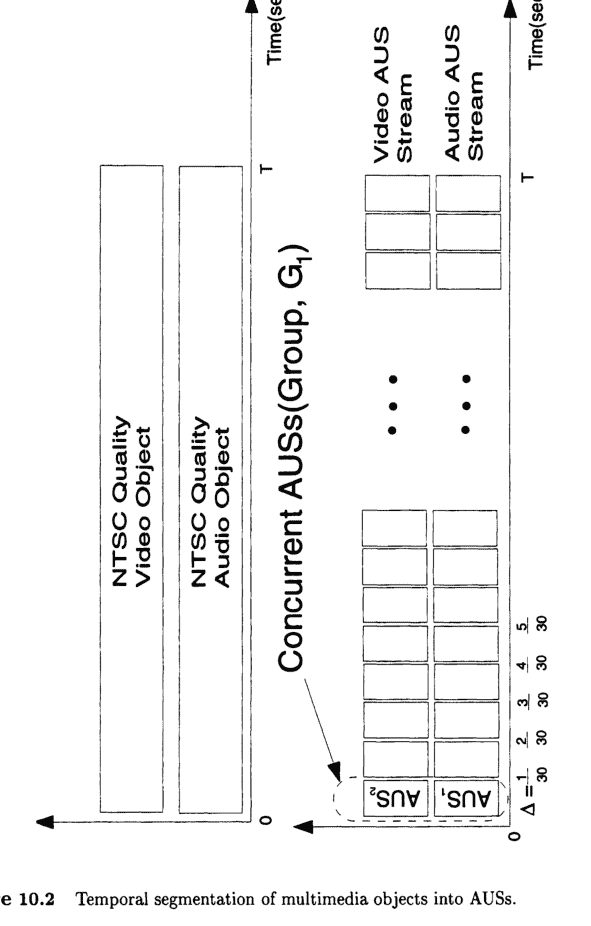 Time(sec
NTSC Quality
Video Object
NTSC Quality
Audio Object
0
T
Concurrent AUSs(Group, G₁)
Time(sec
Video AUS
Stream
Audio AUS
Stream
AUS₂
AUS₁
0
Δ = 1/30 2/30 3/30 4/30 5/30
T
e 10.2 Temporal segmentation of multimedia objects into AUSs.